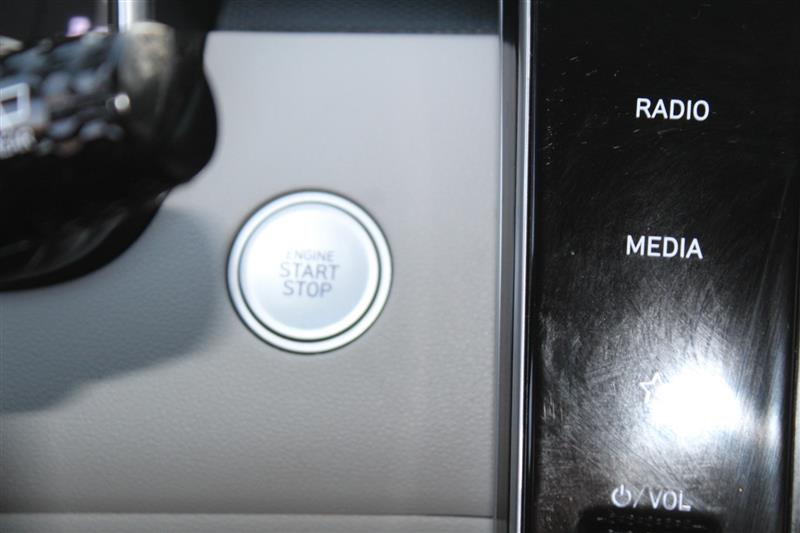 ENGINE
START
STOP
RADIO
MEDIA
/VOL